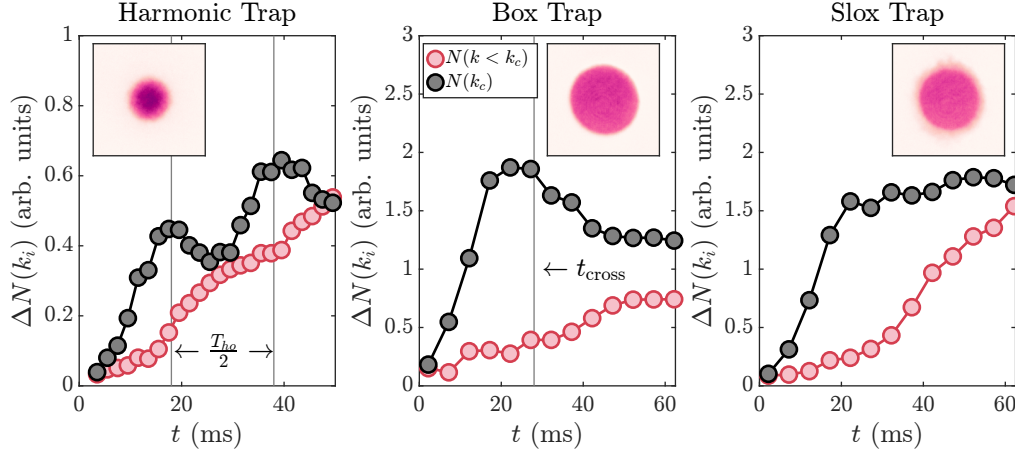 Harmonic Trap
ΔN(k_i) (arb. units)
1
0.8
0.6
0.4
0.2
0
← T_ho/2 →
0 20 40
t (ms)
Box Trap
ΔN(k_i) (arb. units)
3
2.5
2
1.5
1
0.5
0
N(k < k_c)
N(k_c)
← t_cross
0 20 40 60
t (ms)
Slox Trap
ΔN(k_i) (arb. units)
3
2.5
2
1.5
1
0.5
0
0 20 40 60
t (ms)